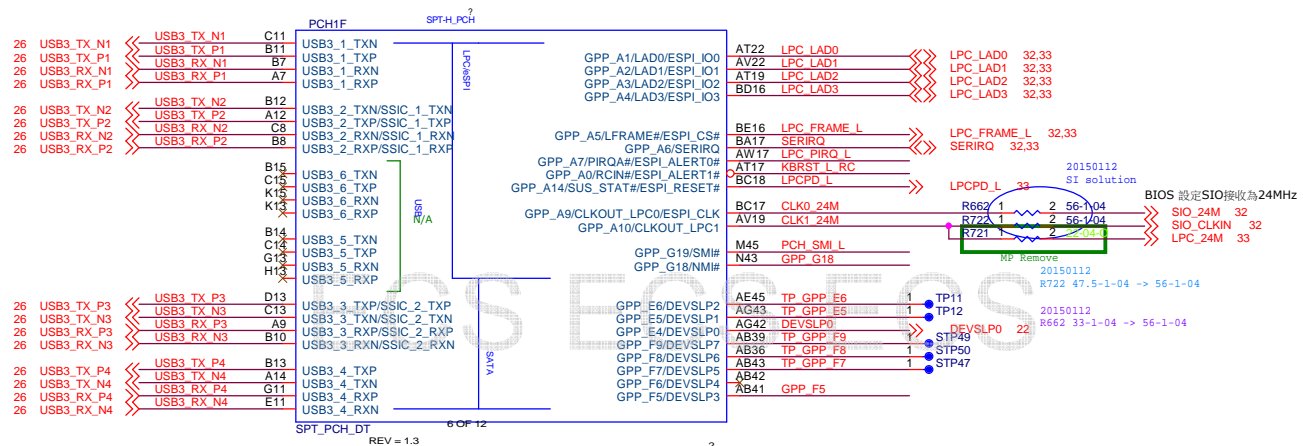 PCH1F
SPT-H_PCH
?
26 USB3_TX_N1 USB3_TX_N1 C11 USB3_1_TXN
26 USB3_TX_P1 USB3_TX_P1 B11 USB3_1_TXP
26 USB3_RX_N1 USB3_RX_N1 B7 USB3_1_RXN
26 USB3_RX_P1 USB3_RX_P1 A7 USB3_1_RXP
26 USB3_TX_N2 USB3_TX_N2 B12 USB3_2_TXN/SSIC_1_TXN
26 USB3_TX_P2 USB3_TX_P2 A12 USB3_2_TXP/SSIC_1_TXP
26 USB3_RX_N2 USB3_RX_N2 C8 USB3_2_RXN/SSIC_1_RXN
26 USB3_RX_P2 USB3_RX_P2 B8 USB3_2_RXP/SSIC_1_RXP
B15 USB3_6_TXN
C15 USB3_6_TXP
K15 USB3_6_RXN
K13 USB3_6_RXP
B14 USB3_5_TXN
C14 USB3_5_TXP
G13 USB3_5_RXN
H13 USB3_5_RXP
26 USB3_TX_P3 USB3_TX_P3 D13 USB3_3_TXP/SSIC_2_TXP
26 USB3_TX_N3 USB3_TX_N3 C13 USB3_3_TXN/SSIC_2_TXN
26 USB3_RX_P3 USB3_RX_P3 A9 USB3_3_RXP/SSIC_2_RXP
26 USB3_RX_N3 USB3_RX_N3 B10 USB3_3_RXN/SSIC_2_RXN
26 USB3_TX_P4 USB3_TX_P4 B13 USB3_4_TXP
26 USB3_TX_N4 USB3_TX_N4 A14 USB3_4_TXN
26 USB3_RX_P4 USB3_RX_P4 G11 USB3_4_RXP
26 USB3_RX_N4 USB3_RX_N4 E11 USB3_4_RXN
LPC/eSPI
USB
N/A
SATA
GPP_A1/LAD0/ESPI_IO0 AT22 LPC_LAD0 LPC_LAD0 32,33
GPP_A2/LAD1/ESPI_IO1 AV22 LPC_LAD1 LPC_LAD1 32,33
GPP_A3/LAD2/ESPI_IO2 AT19 LPC_LAD2 LPC_LAD2 32,33
GPP_A4/LAD3/ESPI_IO3 BD16 LPC_LAD3 LPC_LAD3 32,33
GPP_A5/LFRAME#/ESPI_CS# BE16 LPC_FRAME_L LPC_FRAME_L 32,33
GPP_A6/SERIRQ BA17 SERIRQ SERIRQ 32,33
GPP_A7/PIRQA#/ESPI_ALERT0# AW17 LPC_PIRQ_L
GPP_A0/RCIN#/ESPI_ALERT1# AT17 KBRST_L_RC
GPP_A14/SUS_STAT#/ESPI_RESET# BC18 LPCPD_L LPCPD_L 33
20150112
SI solution
BIOS 設定SIO接收為24MHz
GPP_A9/CLKOUT_LPC0/ESPI_CLK BC17 CLK0_24M R662 1 2 56-1-04 SIO_24M 32
GPP_A10/CLKOUT_LPC1 AV19 CLK1_24M R722 1 2 56-1-04 SIO_CLKIN 32
R721 1 2 22-04-O LPC_24M 33
MP Remove
GPP_G19/SMI# M45 PCH_SMI_L
GPP_G18/NMI# N43 GPP_G18
20150112
R722 47.5-1-04 -> 56-1-04
20150112
R662 33-1-04 -> 56-1-04
GPP_E6/DEVSLP2 AE45 TP_GPP_E6 1 TP11
GPP_E5/DEVSLP1 AG43 TP_GPP_E5 1 TP12
GPP_E4/DEVSLP0 AG42 DEVSLP0 DEVSLP0 22
GPP_F9/DEVSLP7 AB39 TP_GPP_F9 1 STP49
GPP_F8/DEVSLP6 AB36 TP_GPP_F8 1 STP50
GPP_F7/DEVSLP5 AB43 TP_GPP_F7 1 STP47
GPP_F6/DEVSLP4 AB42
GPP_F5/DEVSLP3 AB41 GPP_F5
ECS ECS ECS
SPT_PCH_DT
6 OF 12
REV = 1.3
?